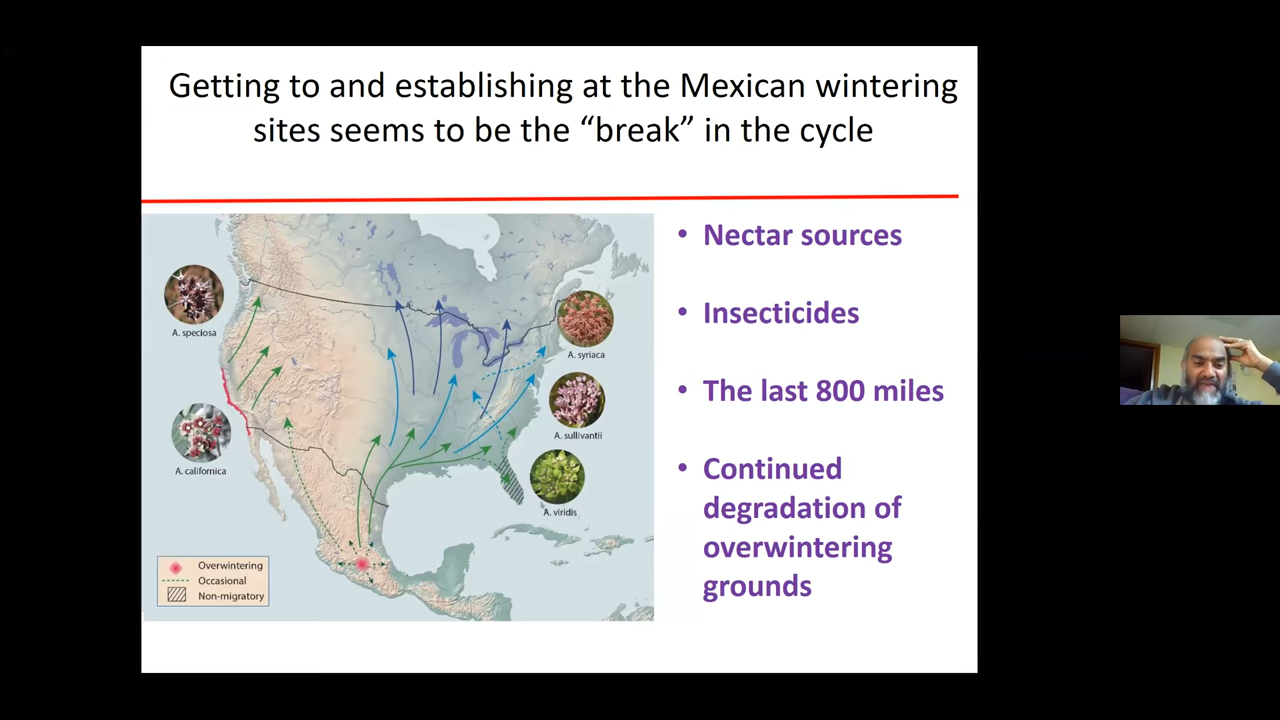 Getting to and establishing at the Mexican wintering
sites seems to be the “break” in the cycle
A. speciosa
A. californica
A. syriaca
A. sullivantii
A. viridis
Overwintering
Occasional
Non-migratory
• Nectar sources
• Insecticides
• The last 800 miles
• Continued
degradation of
overwintering
grounds